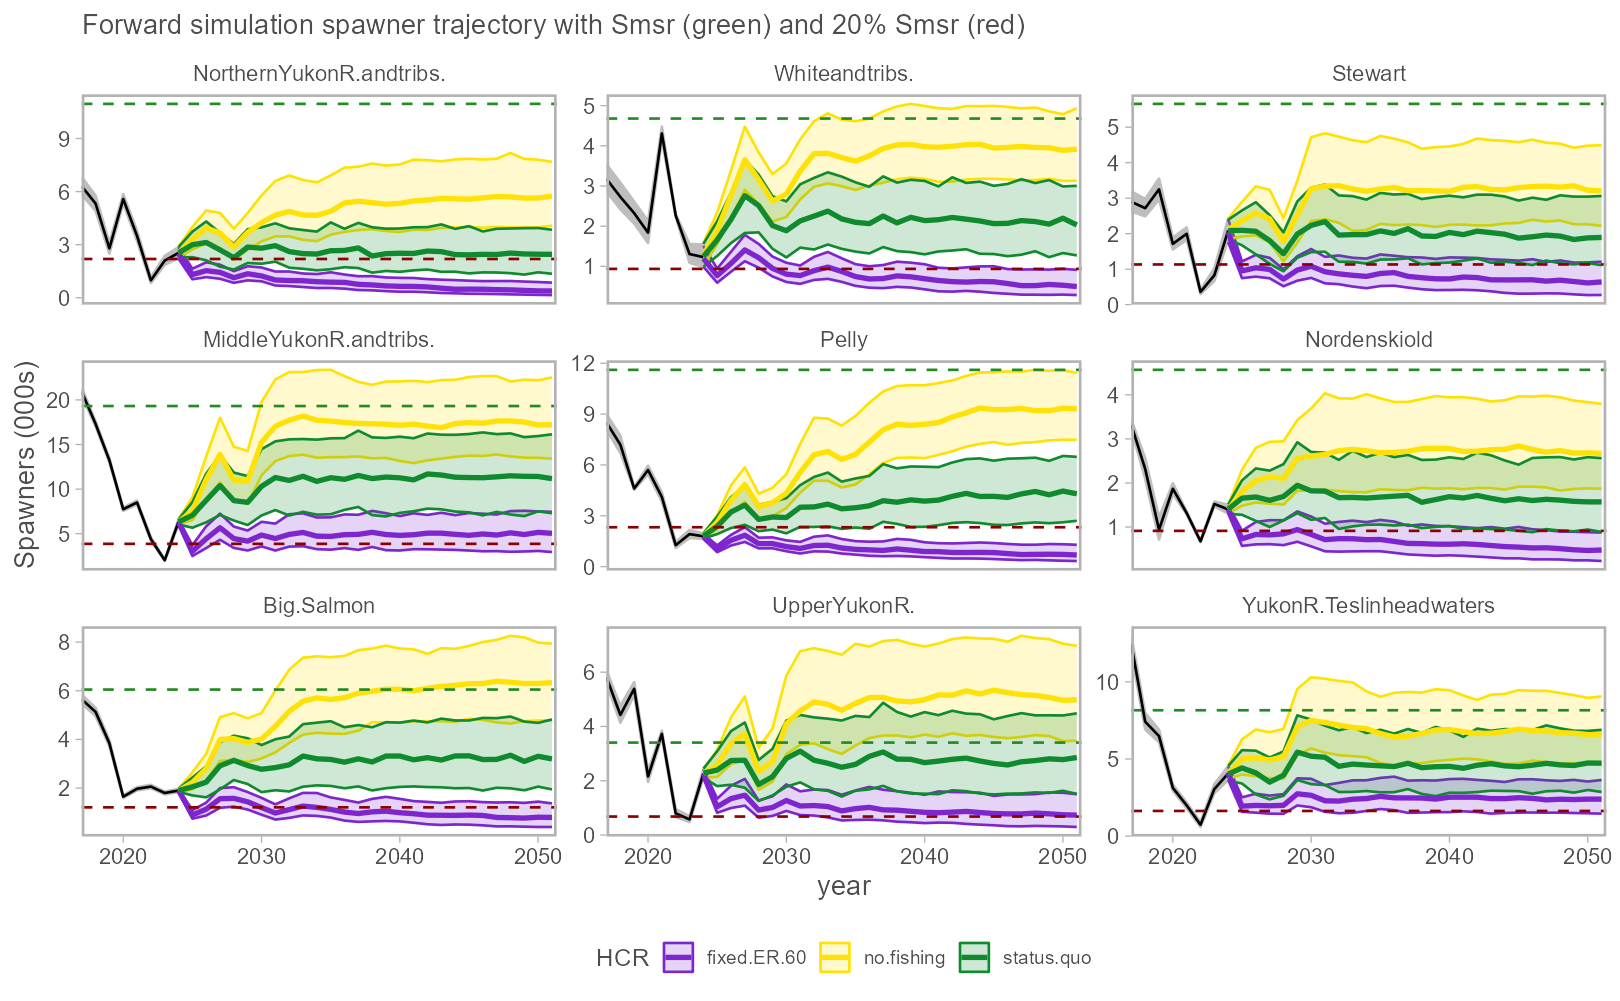 Forward simulation spawner trajectory with Smsr (green) and 20% Smsr (red)
NorthernYukonR.andtribs.
Whiteandtribs.
Stewart
9
6
3
0
5
4
3
2
1
5
4
3
2
1
0
MiddleYukonR.andtribs.
Pelly
Nordenskiold
20
15
10
5
12
9
6
3
0
4
3
2
1
Spawners (000s)
Big.Salmon
UpperYukonR.
YukonR.Teslinheadwaters
8
6
4
2
6
4
2
0
10
5
0
2020 2030 2040 2050
2020 2030 2040 2050
2020 2030 2040 2050
year
HCR fixed.ER.60 no.fishing status.quo